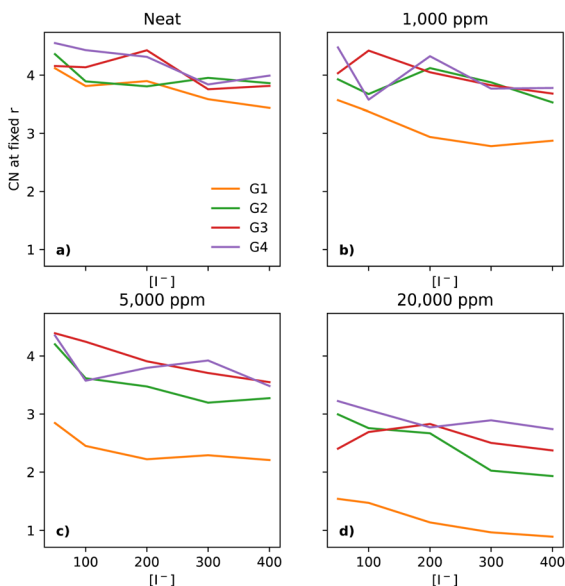 Neat
1,000 ppm
CN at fixed r
4
3
2
1
G1
G2
G3
G4
a)
b)
[I⁻]
[I⁻]
5,000 ppm
20,000 ppm
4
3
2
1
c)
d)
100 200 300 400
100 200 300 400
[I⁻]
[I⁻]